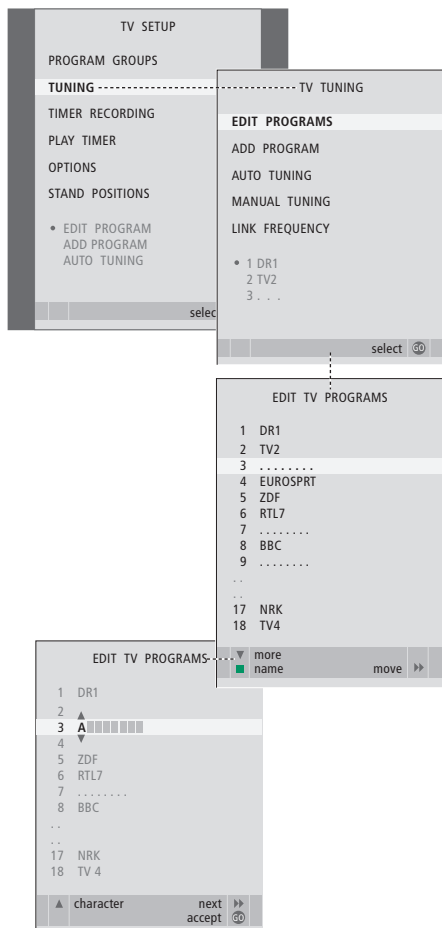 TV SETUP
PROGRAM GROUPS
TUNING
TIMER RECORDING
PLAY TIMER
OPTIONS
STAND POSITIONS
• EDIT PROGRAM
ADD PROGRAM
AUTO TUNING
selec
TV TUNING
EDIT PROGRAMS
ADD PROGRAM
AUTO TUNING
MANUAL TUNING
LINK FREQUENCY
• 1 DR1
2 TV2
3 . . .
select GO
EDIT TV PROGRAMS
1 DR1
2 TV2
3 ........
4 EUROSPRT
5 ZDF
6 RTL7
7 ........
8 BBC
9 ........
. .
. .
17 NRK
18 TV4
▼ more
name move ▶▶
EDIT TV PROGRAMS
1 DR1
2
3 A
4
5 ZDF
6 RTL7
7 ........
8 BBC
. .
. .
17 NRK
18 TV 4
▲ character next ▶▶
accept GO